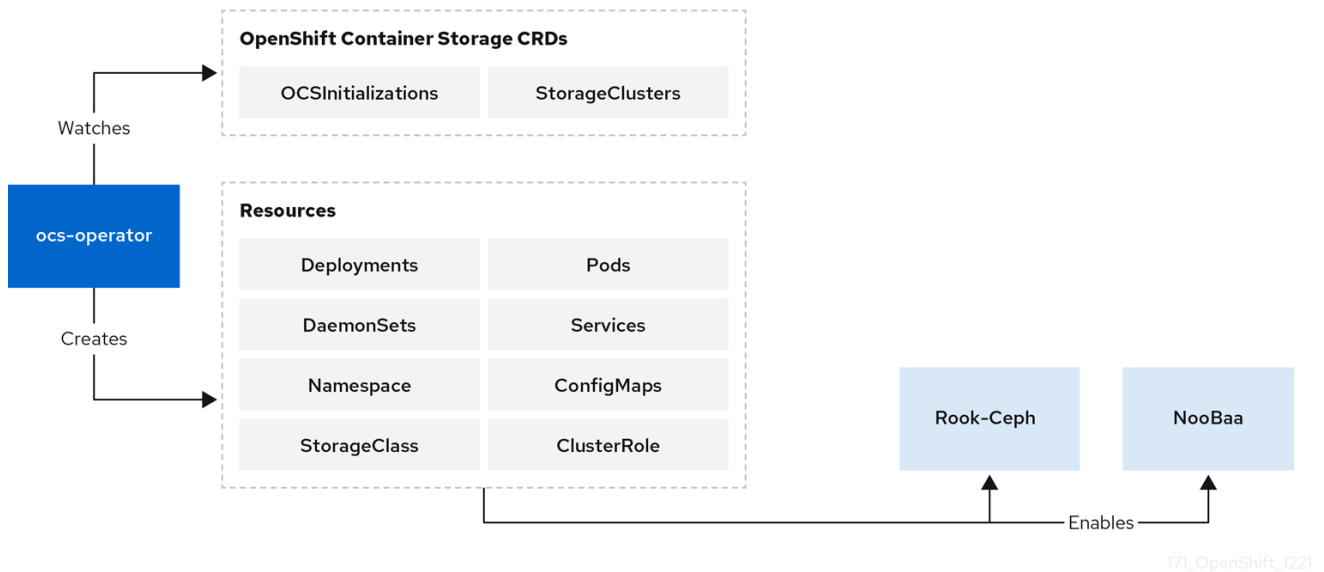 OpenShift Container Storage CRDs
OCSInitializations
StorageClusters
Watches
ocs-operator
Creates
Resources
Deployments
Pods
DaemonSets
Services
Namespace
ConfigMaps
StorageClass
ClusterRole
Rook-Ceph
NooBaa
Enables
171_OpenShift_1221